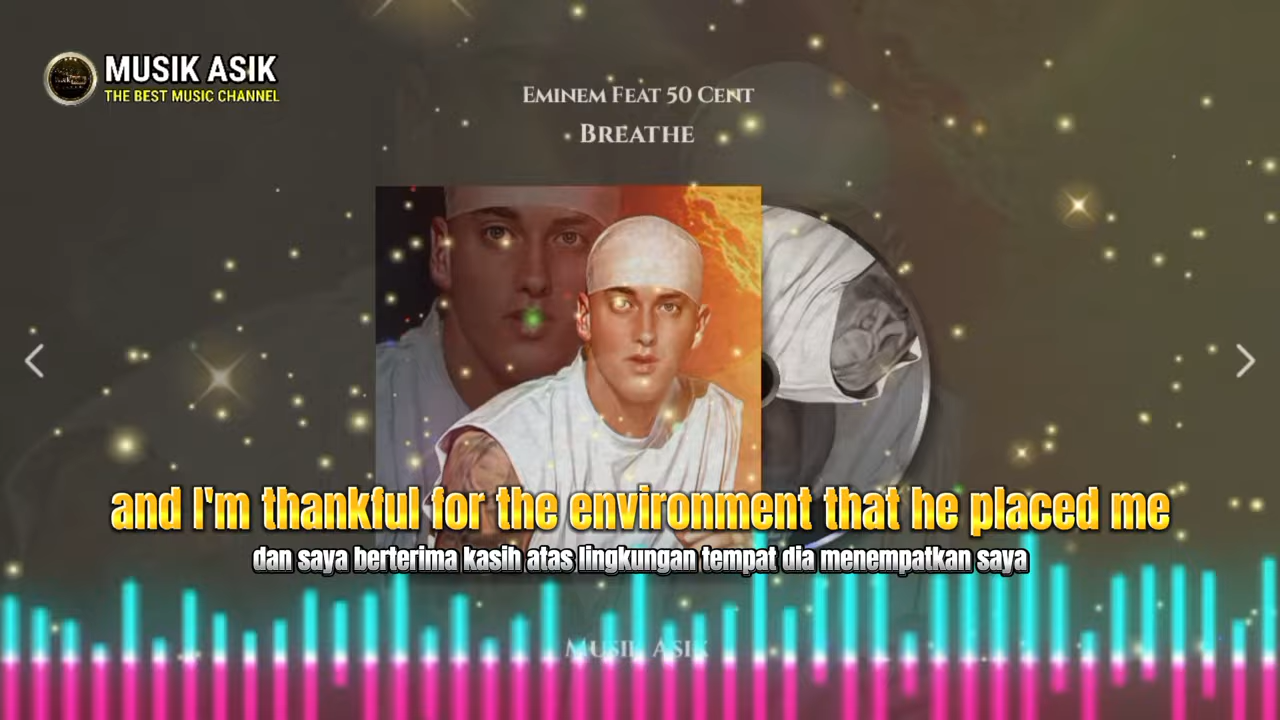 MUSIK ASIK
THE BEST MUSIC CHANNEL
Eminem Feat 50 Cent
Breathe
and I'm thankful for the environment that he placed me
dan saya berterima kasih atas lingkungan tempat dia menempatkan saya
Musik Asik